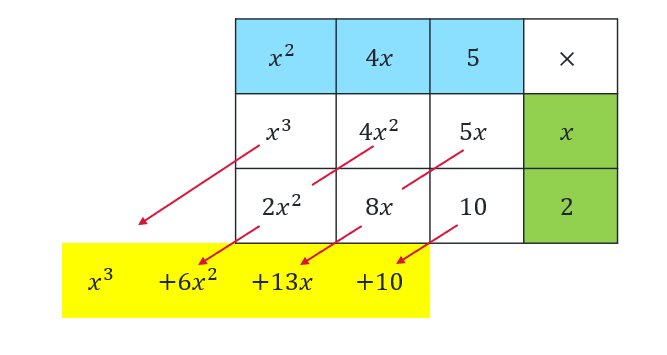 x² 4x 5 ×
x³ 4x² 5x x
2x² 8x 10 2
x³ +6x² +13x +10